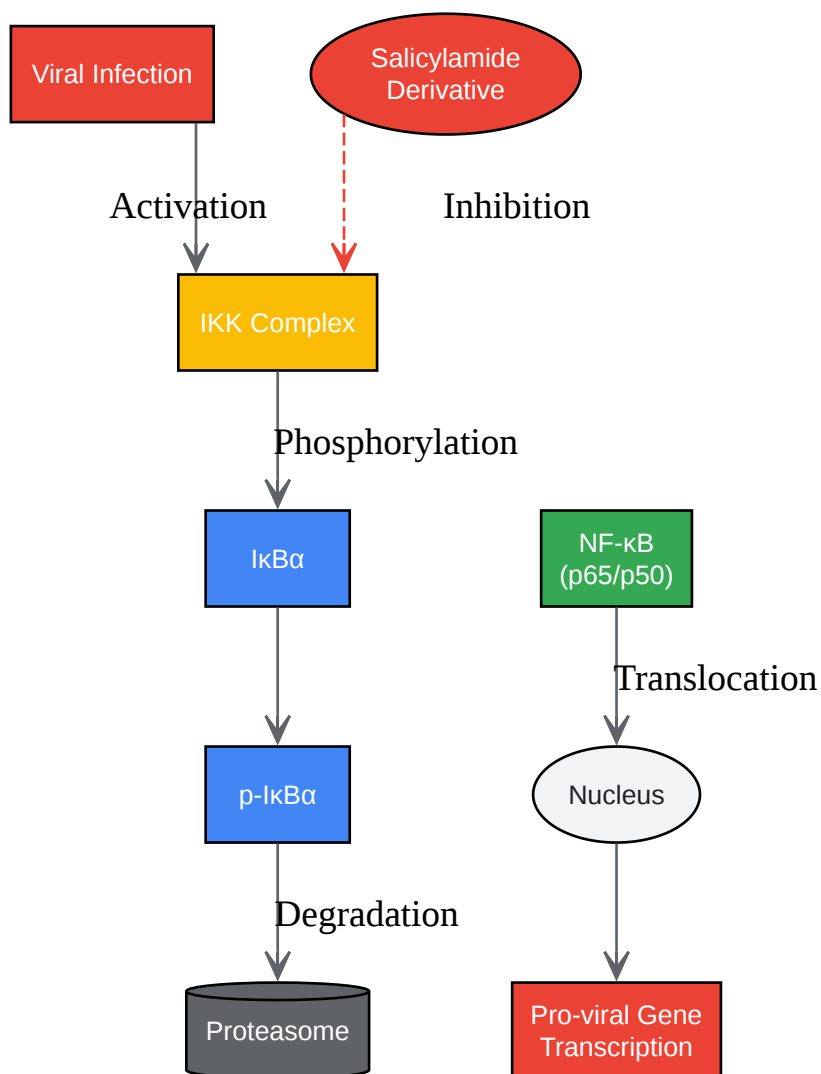 Viral Infection
Salicylamide
Derivative
Activation
Inhibition
IKK Complex
Phosphorylation
IκBα
NF-κB
(p65/p50)
Translocation
p-IκBα
Nucleus
Degradation
Proteasome
Pro-viral Gene
Transcription